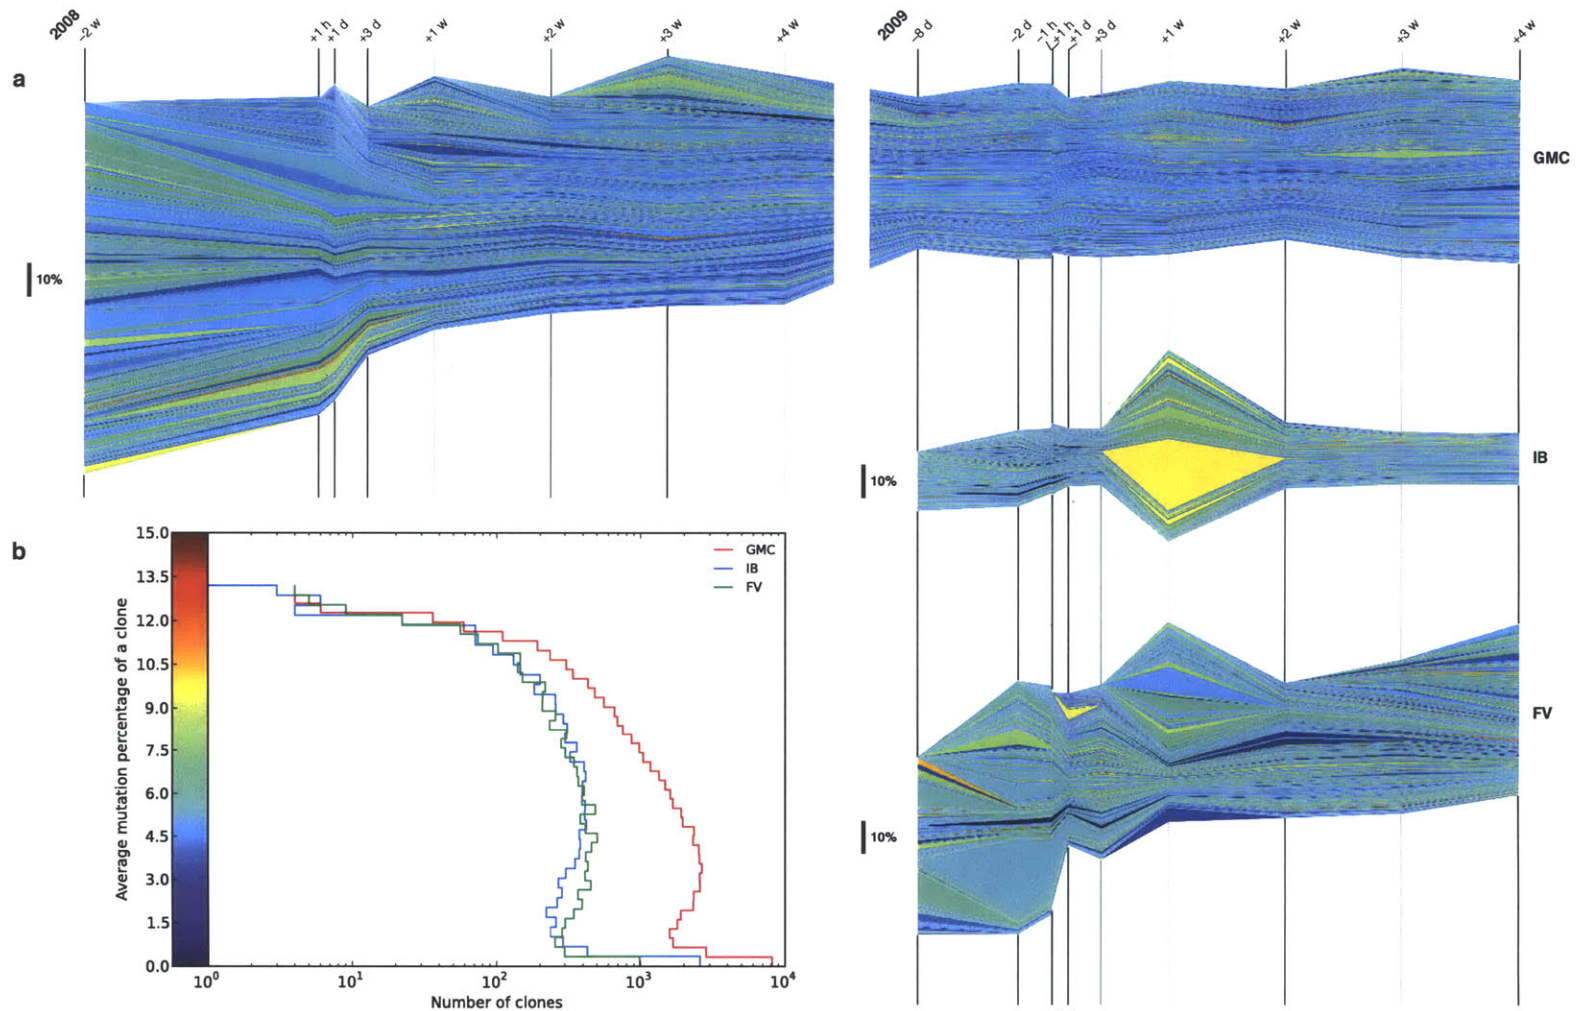 2008
−2 w
+1 h
+1 d
+3 d
+1 w
+2 w
+3 w
+4 w
2009
−8 d
−2 d
−1 h
+1 h
+1 d
+3 d
+1 w
+2 w
+3 w
+4 w
a
10%
GMC
10%
IB
10%
FV
b
Average mutation percentage of a clone
15.0
13.5
12.0
10.5
9.0
7.5
6.0
4.5
3.0
1.5
0.0
GMC
IB
FV
10⁰
10¹
10²
10³
10⁴
Number of clones